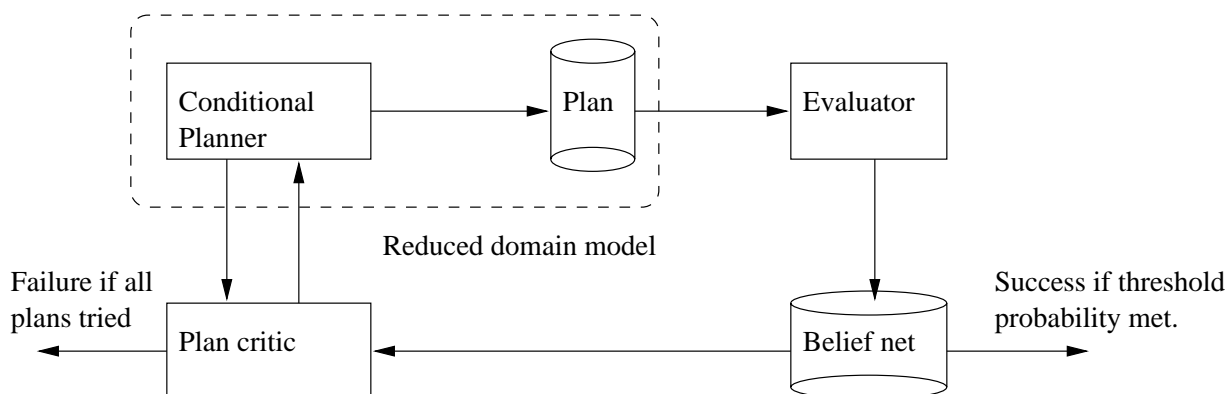 Conditional
Planner
Plan
Evaluator
Reduced domain model
Failure if all
plans tried
Plan critic
Belief net
Success if threshold
probability met.